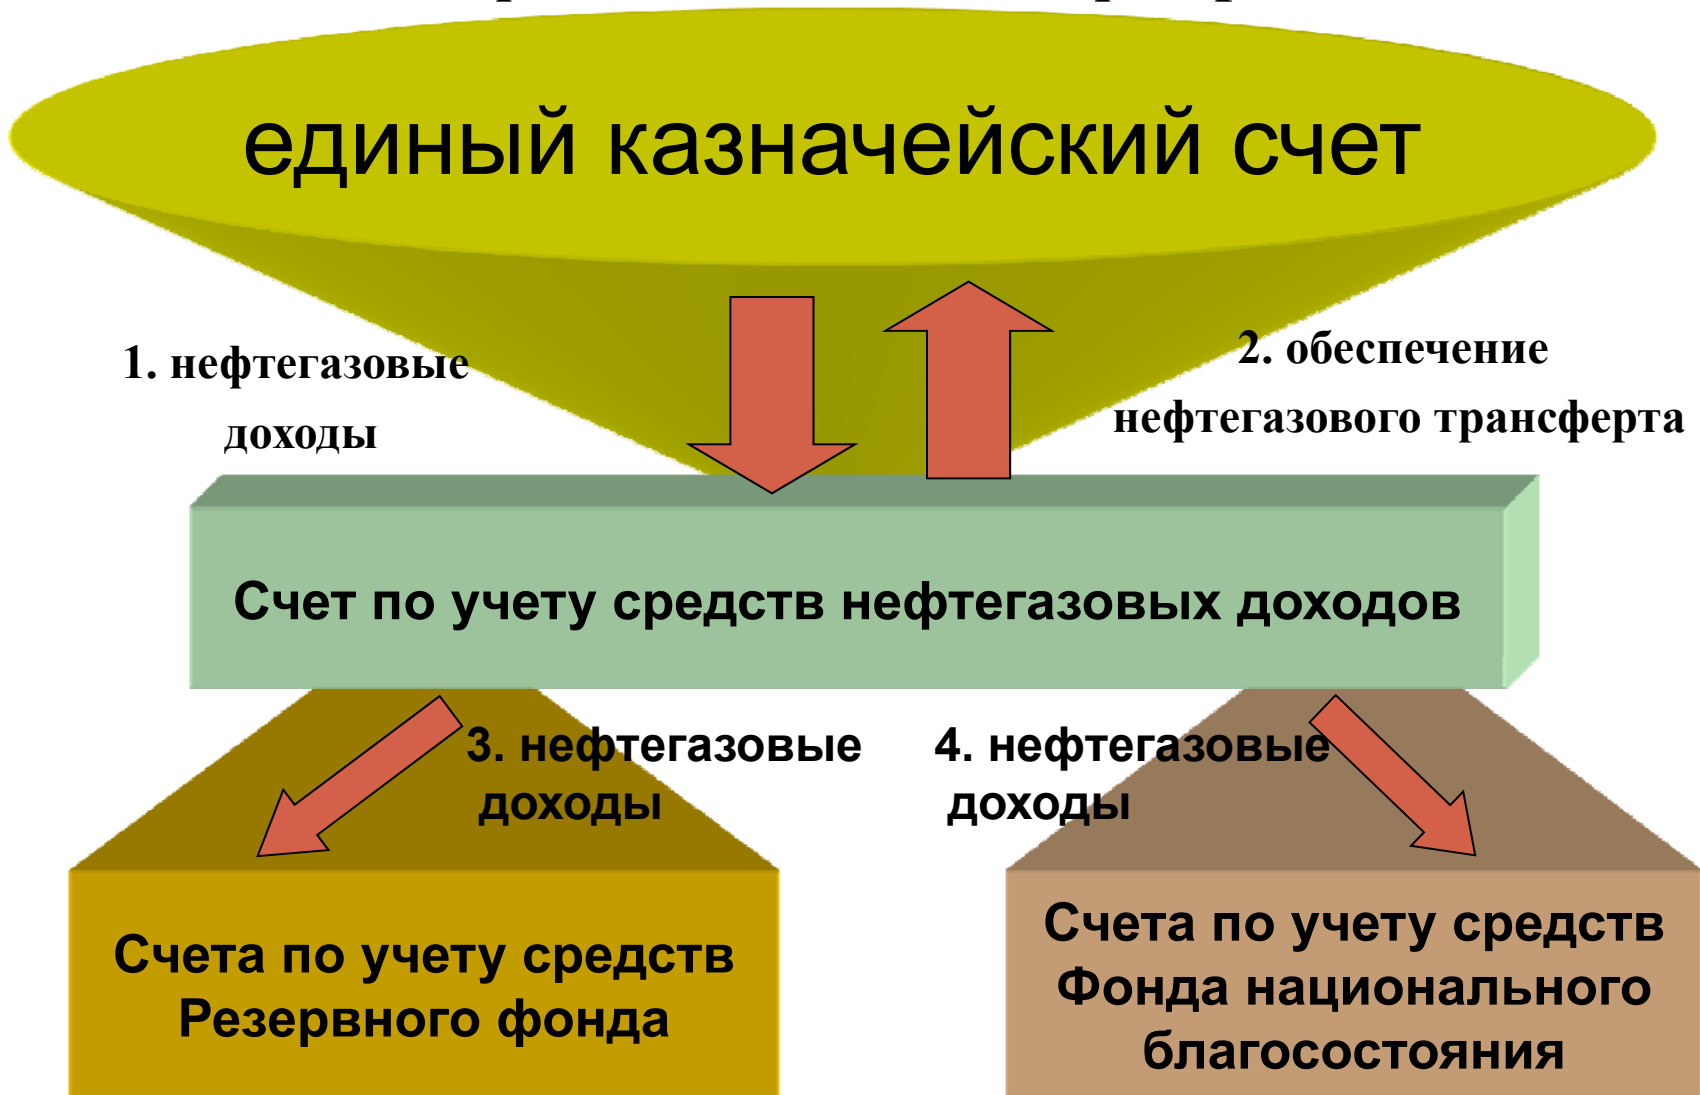 единый казначейский счет
1. нефтегазовые
доходы
2. обеспечение
нефтегазового трансферта
Счет по учету средств нефтегазовых доходов
3. нефтегазовые
доходы
4. нефтегазовые
доходы
Счета по учету средств
Резервного фонда
Счета по учету средств
Фонда национального
благосостояния